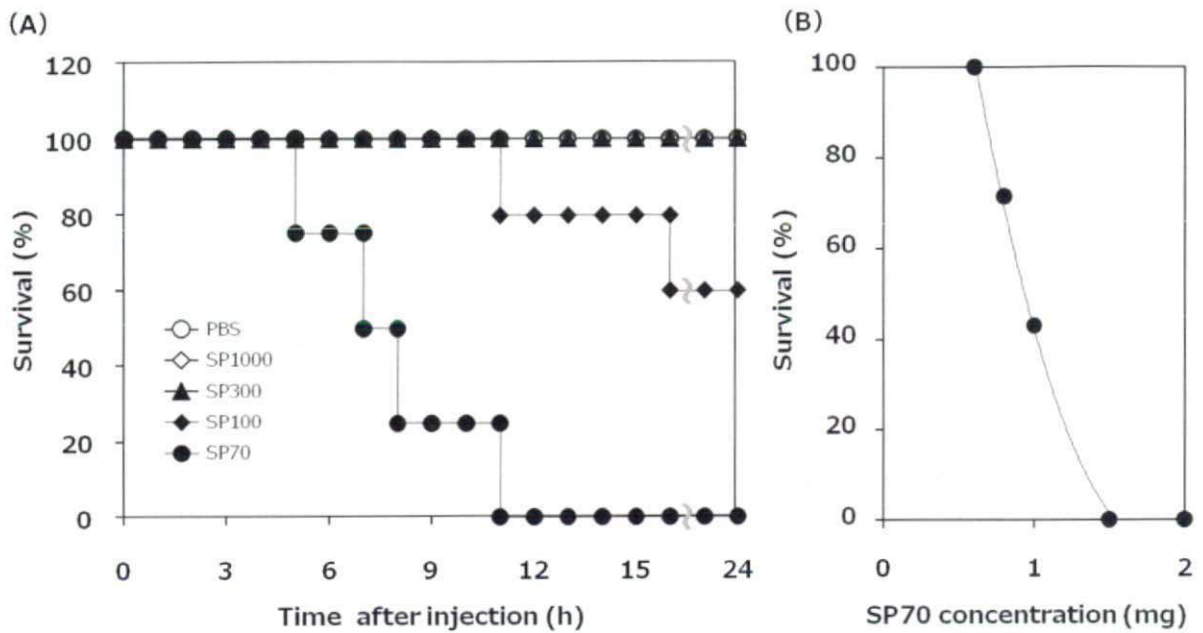 (A)
120
100
80
60
40
20
0
Survival (%)
PBS
SP1000
SP300
SP100
SP70
0 3 6 9 12 15 24
Time after injection (h)
(B)
100
80
60
40
20
0
Survival (%)
0 1 2
SP70 concentration (mg)